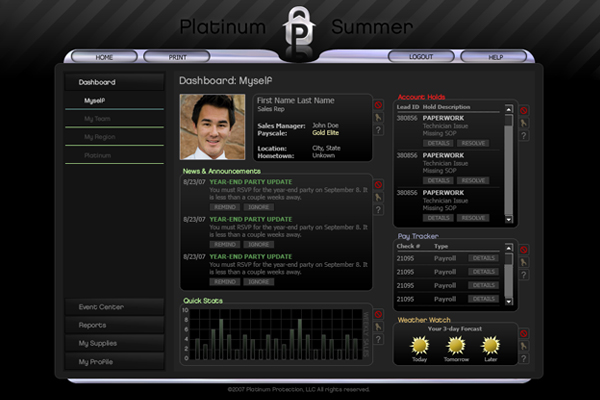 Platinum P Summer
HOME
PRINT
LOGOUT
HELP
Dashboard
Myself
My Team
My Region
Platinum
Event Center
Reports
My Supplies
My Profile
Dashboard: Myself
First Name Last Name
Sales Rep
Sales Manager: John Doe
Payscale: Gold Elite
Location: City, State
Hometown: Unkown
News & Announcements
8/23/07 YEAR-END PARTY UPDATE
You must RSVP for the year-end party on September 8. It
is less than a couple weeks away.
REMIND IGNORE
8/23/07 YEAR-END PARTY UPDATE
You must RSVP for the year-end party on September 8. It
is less than a couple weeks away.
REMIND IGNORE
8/23/07 YEAR-END PARTY UPDATE
You must RSVP for the year-end party on September 8. It
is less than a couple weeks away.
REMIND IGNORE
Quick Stats
10
8
6
4
2
0
WEEKLY SALES
Account Holds
Lead ID Hold Description
380856 PAPERWORK
Technician Issue
Missing SOP
DETAILS RESOLVE
380856 PAPERWORK
Technician Issue
Missing SOP
DETAILS RESOLVE
380856 PAPERWORK
Technician Issue
Missing SOP
DETAILS RESOLVE
Pay Tracker
Check # Type
21095 Payroll DETAILS
21095 Payroll DETAILS
21095 Payroll DETAILS
21095 Payroll DETAILS
Weather Watch
Your 3-day Forcast
Today Tomorrow Later
?
?
?
?
?
?
©2007 Platinum Protection, LLC All rights reserved.